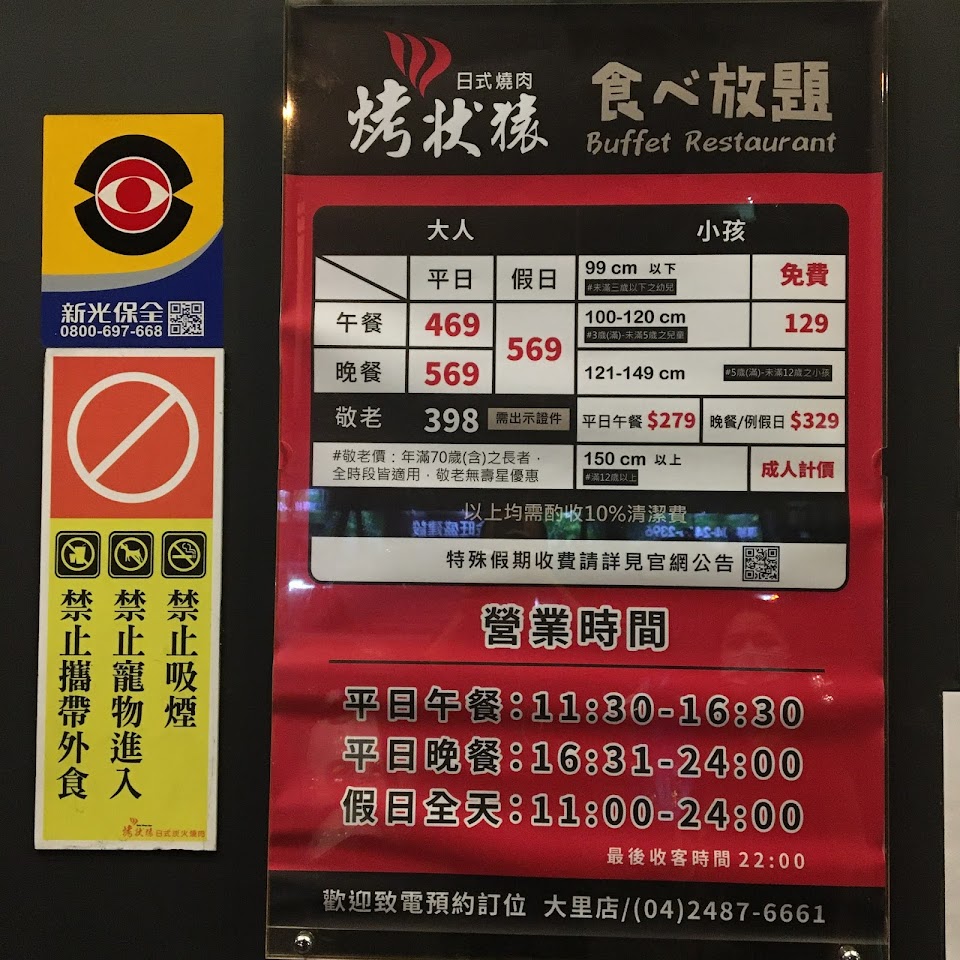 新光保全
0800-697-668
禁止吸煙
禁止寵物進入
禁止攜帶外食
烤狀猿日式炭火燒肉
日式燒肉
烤状猿
食べ放題
Buffet Restaurant
大人
小孩
平日
假日
99 cm 以下
#未滿三歲以下之幼兒
免費
午餐
469
569
100-120 cm
#3歲(滿)-未滿5歲之兒童
129
晚餐
569
121-149 cm
#5歲(滿)-未滿12歲之小孩
敬老
398
需出示證件
平日午餐 $279
晚餐/例假日 $329
#敬老價：年滿70歲(含)之長者，
全時段皆適用，敬老無壽星優惠
150 cm 以上
#滿12歲以上
成人計價
以上均需酌收10%清潔費
特殊假期收費請詳見官網公告
營業時間
平日午餐：11:30-16:30
平日晚餐：16:31-24:00
假日全天：11:00-24:00
最後收客時間 22:00
歡迎致電預約訂位 大里店/(04)2487-6661